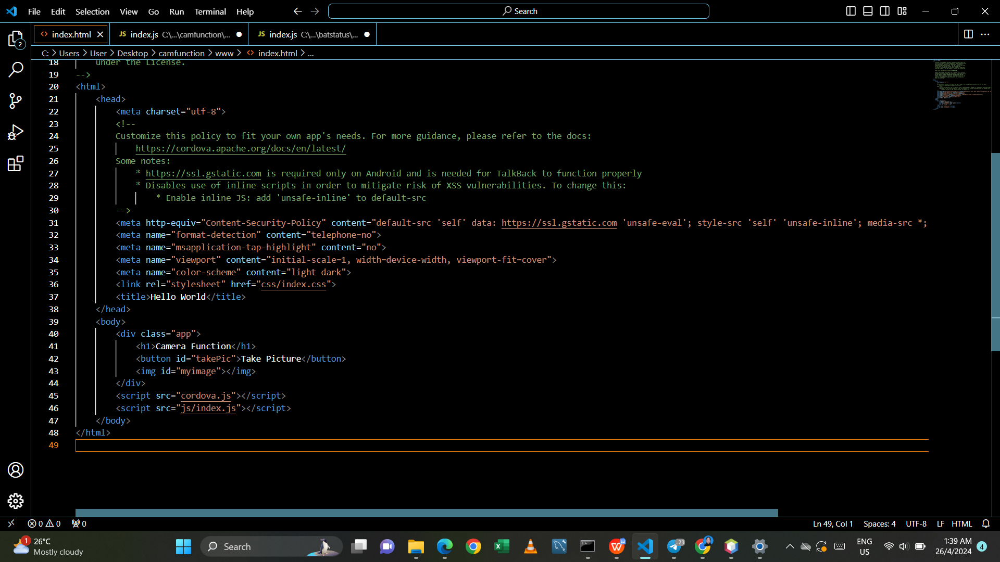 File Edit Selection View Go Run Terminal Help
Search
index.html
JS index.js C:\...\camfunction\...
JS index.js C:\...\batstatus\...
C: > Users > User > Desktop > camfunction > www > <> index.html > ...
2
18 under the License.
19 -->
20 <html>
21 <head>
22 <meta charset="utf-8">
23 <!--
24 Customize this policy to fit your own app's needs. For more guidance, please refer to the docs:
25 https://cordova.apache.org/docs/en/latest/
26 Some notes:
27 * https://ssl.gstatic.com is required only on Android and is needed for TalkBack to function properly
28 * Disables use of inline scripts in order to mitigate risk of XSS vulnerabilities. To change this:
29 * Enable inline JS: add 'unsafe-inline' to default-src
30 -->
31 <meta http-equiv="Content-Security-Policy" content="default-src 'self' data: https://ssl.gstatic.com 'unsafe-eval'; style-src 'self' 'unsafe-inline'; media-src *;
32 <meta name="format-detection" content="telephone=no">
33 <meta name="msapplication-tap-highlight" content="no">
34 <meta name="viewport" content="initial-scale=1, width=device-width, viewport-fit=cover">
35 <meta name="color-scheme" content="light dark">
36 <link rel="stylesheet" href="css/index.css">
37 <title>Hello World</title>
38 </head>
39 <body>
40 <div class="app">
41 <h1>Camera Function</h1>
42 <button id="takePic">Take Picture</button>
43 <img id="myimage"></img>
44 </div>
45 <script src="cordova.js"></script>
46 <script src="js/index.js"></script>
47 </body>
48 </html>
49
0 0 0
Ln 49, Col 1 Spaces: 4 UTF-8 LF HTML
1
26°C
Mostly cloudy
Search
23
ENG
US
1:39 AM
26/4/2024
4